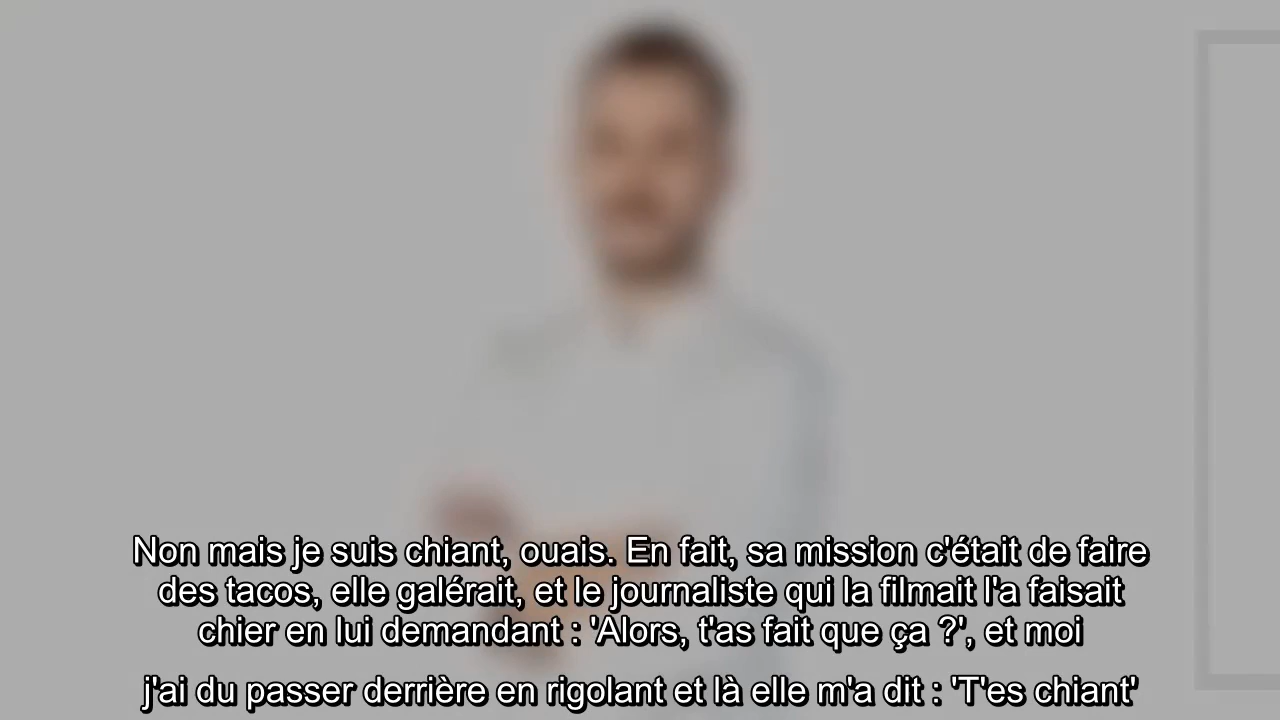 Non mais je suis chiant, ouais. En fait, sa mission c'était de faire
des tacos, elle galérait, et le journaliste qui la filmait l'a faisait
chier en lui demandant : 'Alors, t'as fait que ça ?', et moi
j'ai du passer derrière en rigolant et là elle m'a dit : 'T'es chiant'